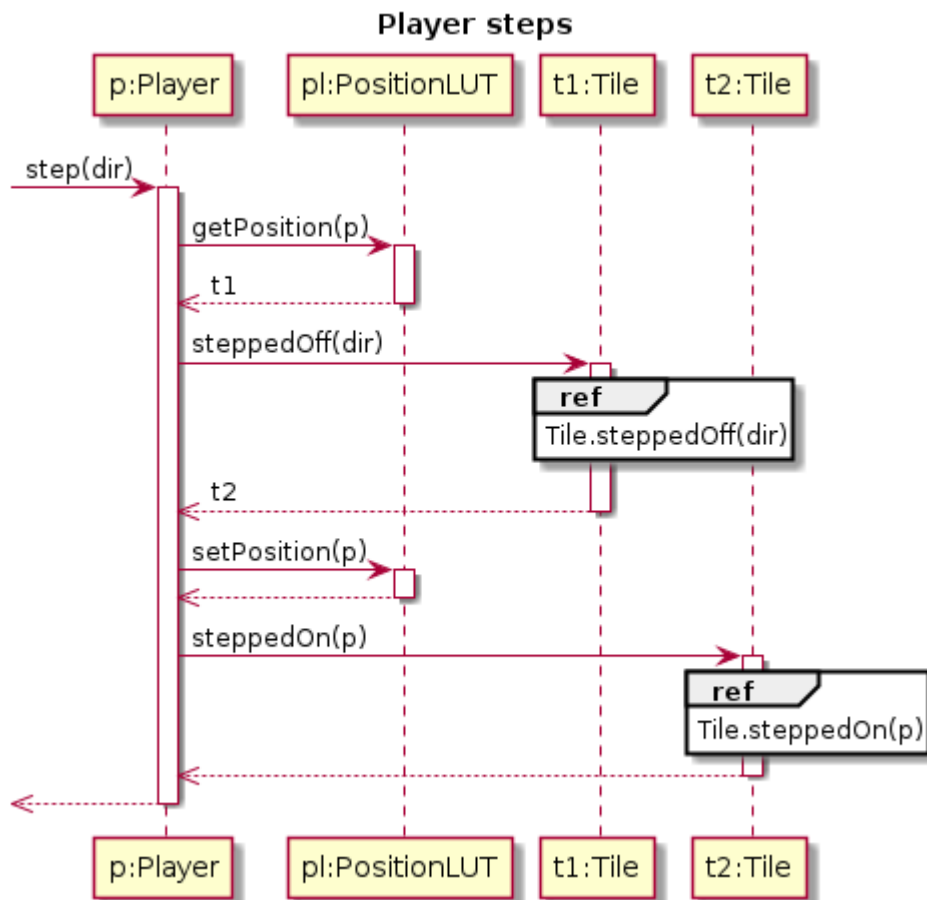 Player steps
p:Player
pl:PositionLUT
t1:Tile
t2:Tile
step(dir)
getPosition(p)
t1
steppedOff(dir)
ref
Tile.steppedOff(dir)
t2
setPosition(p)
steppedOn(p)
ref
Tile.steppedOn(p)
p:Player
pl:PositionLUT
t1:Tile
t2:Tile